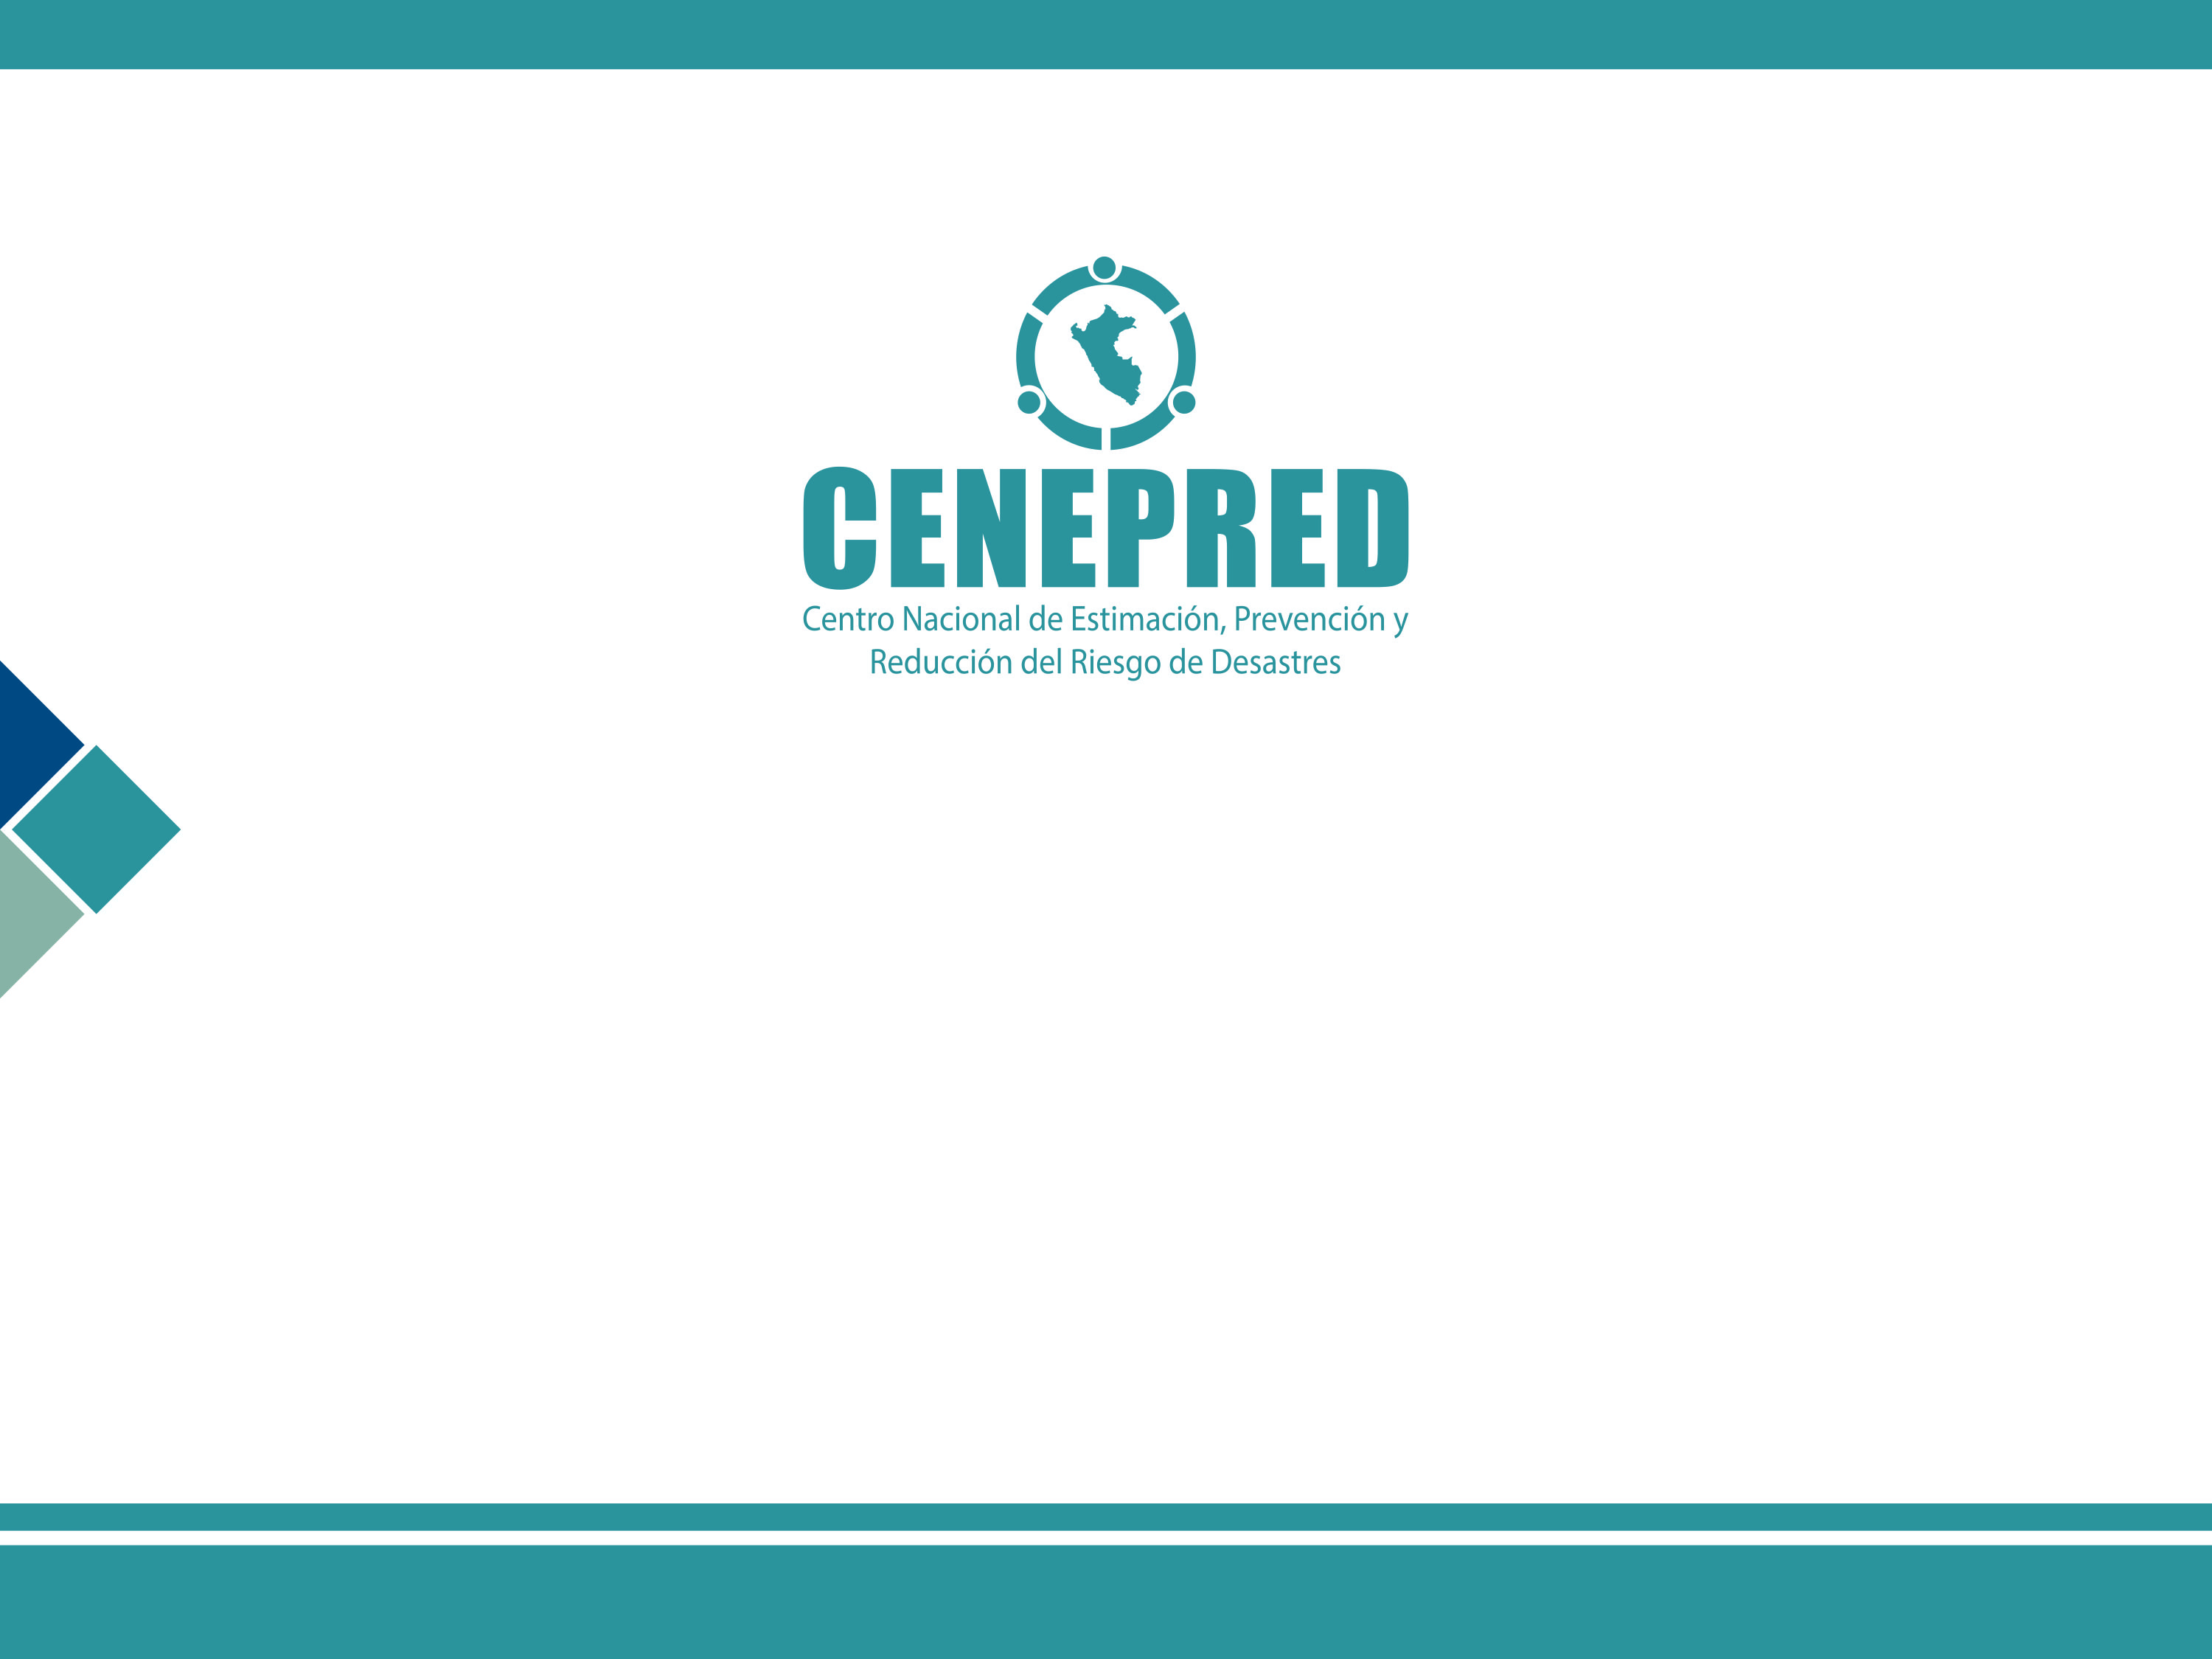 CENEPRED
Centro Nacional de Estimación, Prevención y
Reducción del Riesgo de Desastres